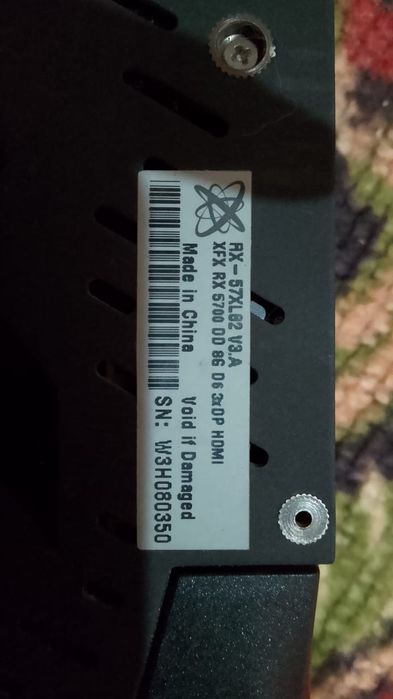 RX-57XL82 V3.A
XFX RX 5700 DD 8G D6 3xDP HDMI
Made in China Void if Damaged
SN: W3H080350